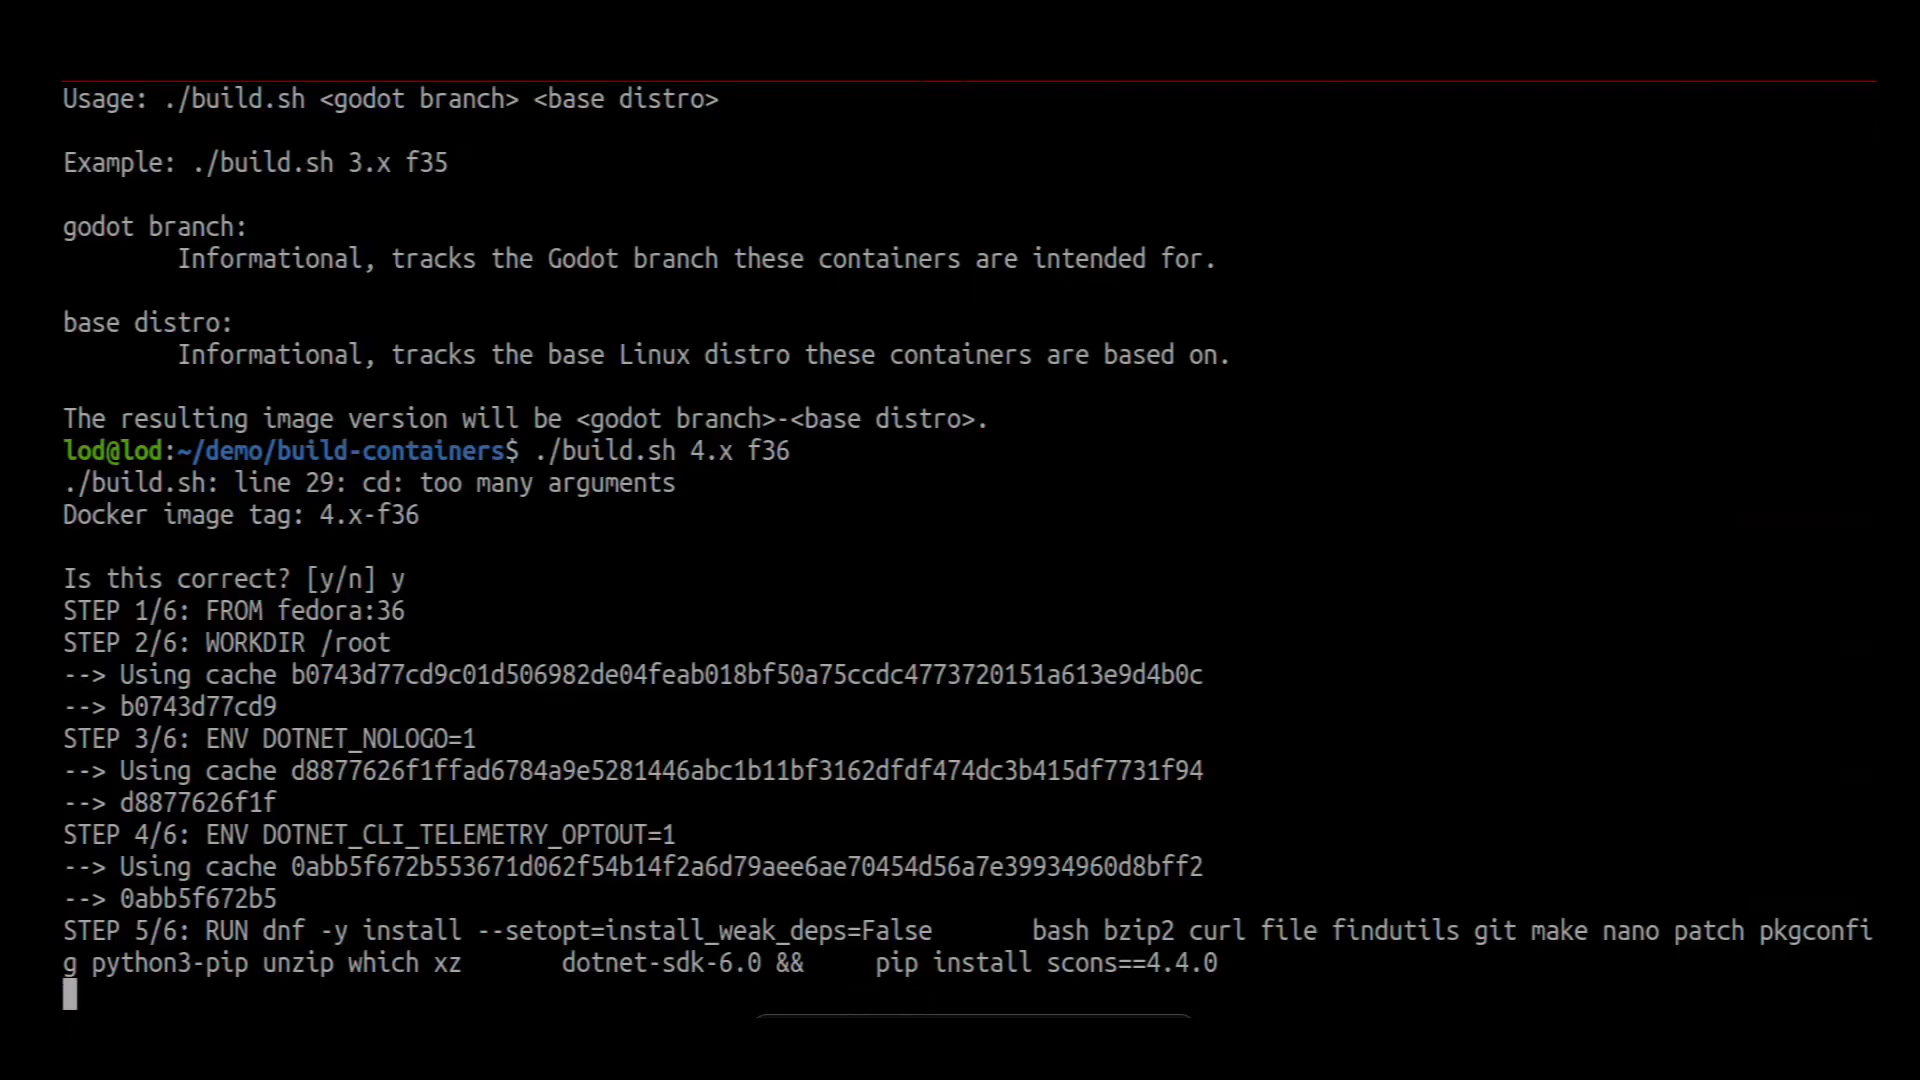 Usage: ./build.sh <godot branch> <base distro>
Example: ./build.sh 3.x f35
godot branch:
Informational, tracks the Godot branch these containers are intended for.
base distro:
Informational, tracks the base Linux distro these containers are based on.
The resulting image version will be <godot branch>-<base distro>.
lod@lod:~/demo/build-containers$ ./build.sh 4.x f36
./build.sh: line 29: cd: too many arguments
Docker image tag: 4.x-f36
Is this correct? [y/n] y
STEP 1/6: FROM fedora:36
STEP 2/6: WORKDIR /root
--> Using cache b0743d77cd9c01d506982de04feab018bf50a75ccdc4773720151a613e9d4b0c
--> b0743d77cd9
STEP 3/6: ENV DOTNET_NOLOGO=1
--> Using cache d8877626f1ffad6784a9e5281446abc1b11bf3162dfdf474dc3b415df7731f94
--> d8877626f1f
STEP 4/6: ENV DOTNET_CLI_TELEMETRY_OPTOUT=1
--> Using cache 0abb5f672b553671d062f54b14f2a6d79aee6ae70454d56a7e39934960d8bff2
--> 0abb5f672b5
STEP 5/6: RUN dnf -y install --setopt=install_weak_deps=False       bash bzip2 curl file findutils git make nano patch pkgconfi
g python3-pip unzip which xz       dotnet-sdk-6.0 &&     pip install scons==4.4.0